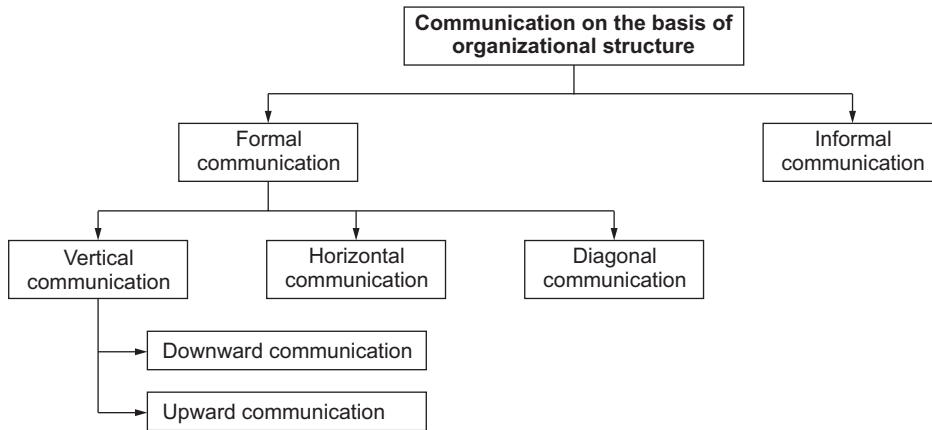 Communication on the basis of
organizational structure
Formal
communication
Informal
communication
Vertical
communication
Horizontal
communication
Diagonal
communication
Downward communication
Upward communication